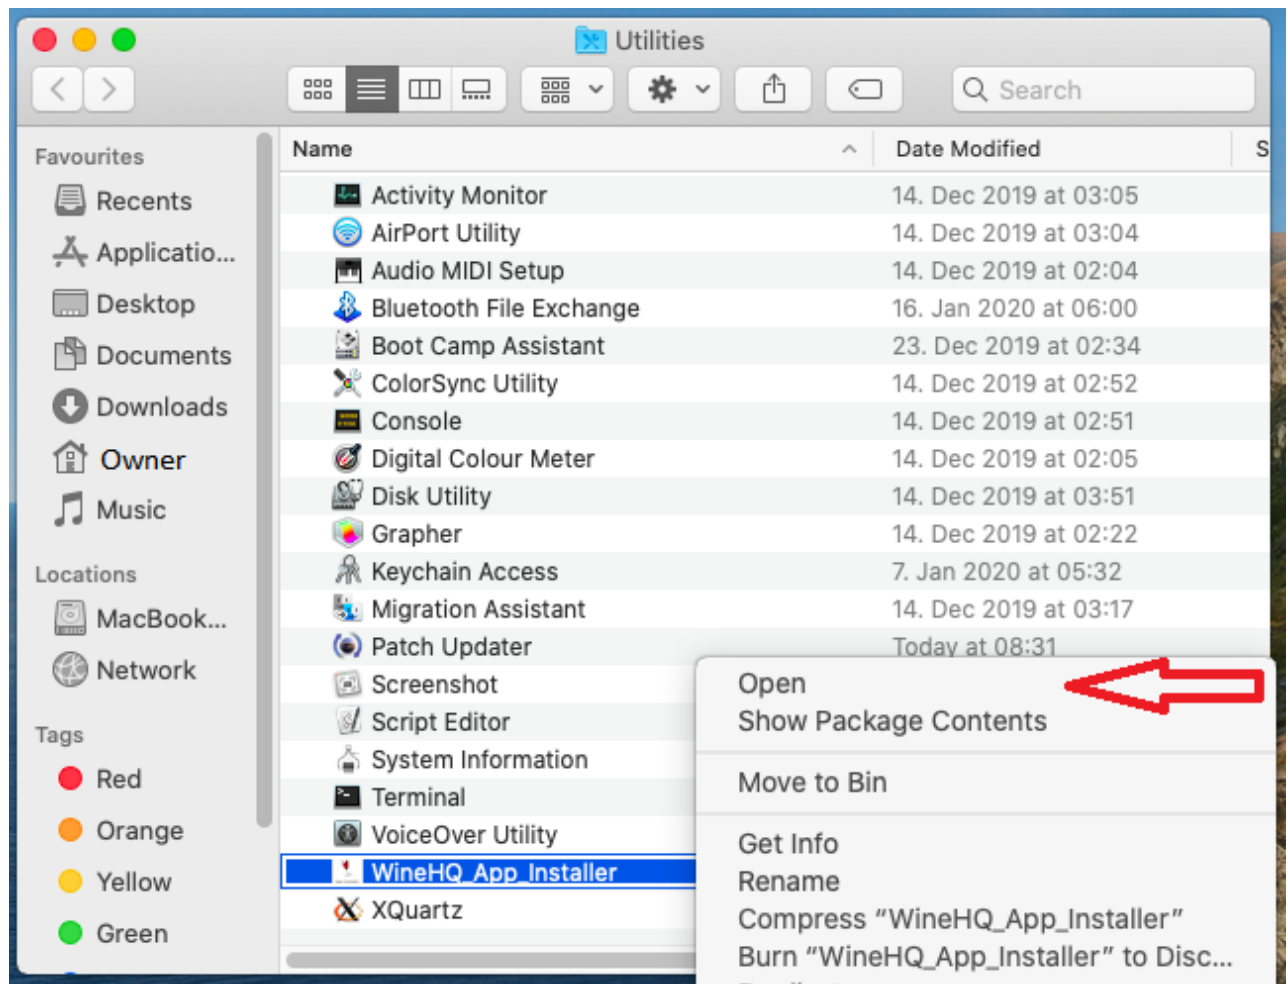 Utilities
Search
Favourites
Recents
Applicatio...
Desktop
Documents
Downloads
Owner
Music
Locations
MacBook...
Network
Tags
Red
Orange
Yellow
Green
Name Date Modified S
Activity Monitor 14. Dec 2019 at 03:05
AirPort Utility 14. Dec 2019 at 03:04
Audio MIDI Setup 14. Dec 2019 at 02:04
Bluetooth File Exchange 16. Jan 2020 at 06:00
Boot Camp Assistant 23. Dec 2019 at 02:34
ColorSync Utility 14. Dec 2019 at 02:52
Console 14. Dec 2019 at 02:51
Digital Colour Meter 14. Dec 2019 at 02:05
Disk Utility 14. Dec 2019 at 03:51
Grapher 14. Dec 2019 at 02:22
Keychain Access 7. Jan 2020 at 05:32
Migration Assistant 14. Dec 2019 at 03:17
Patch Updater Today at 08:31
Screenshot
Script Editor
System Information
Terminal
VoiceOver Utility
WineHQ_App_Installer
XQuartz
Open
Show Package Contents
Move to Bin
Get Info
Rename
Compress “WineHQ_App_Installer”
Burn “WineHQ_App_Installer” to Disc...